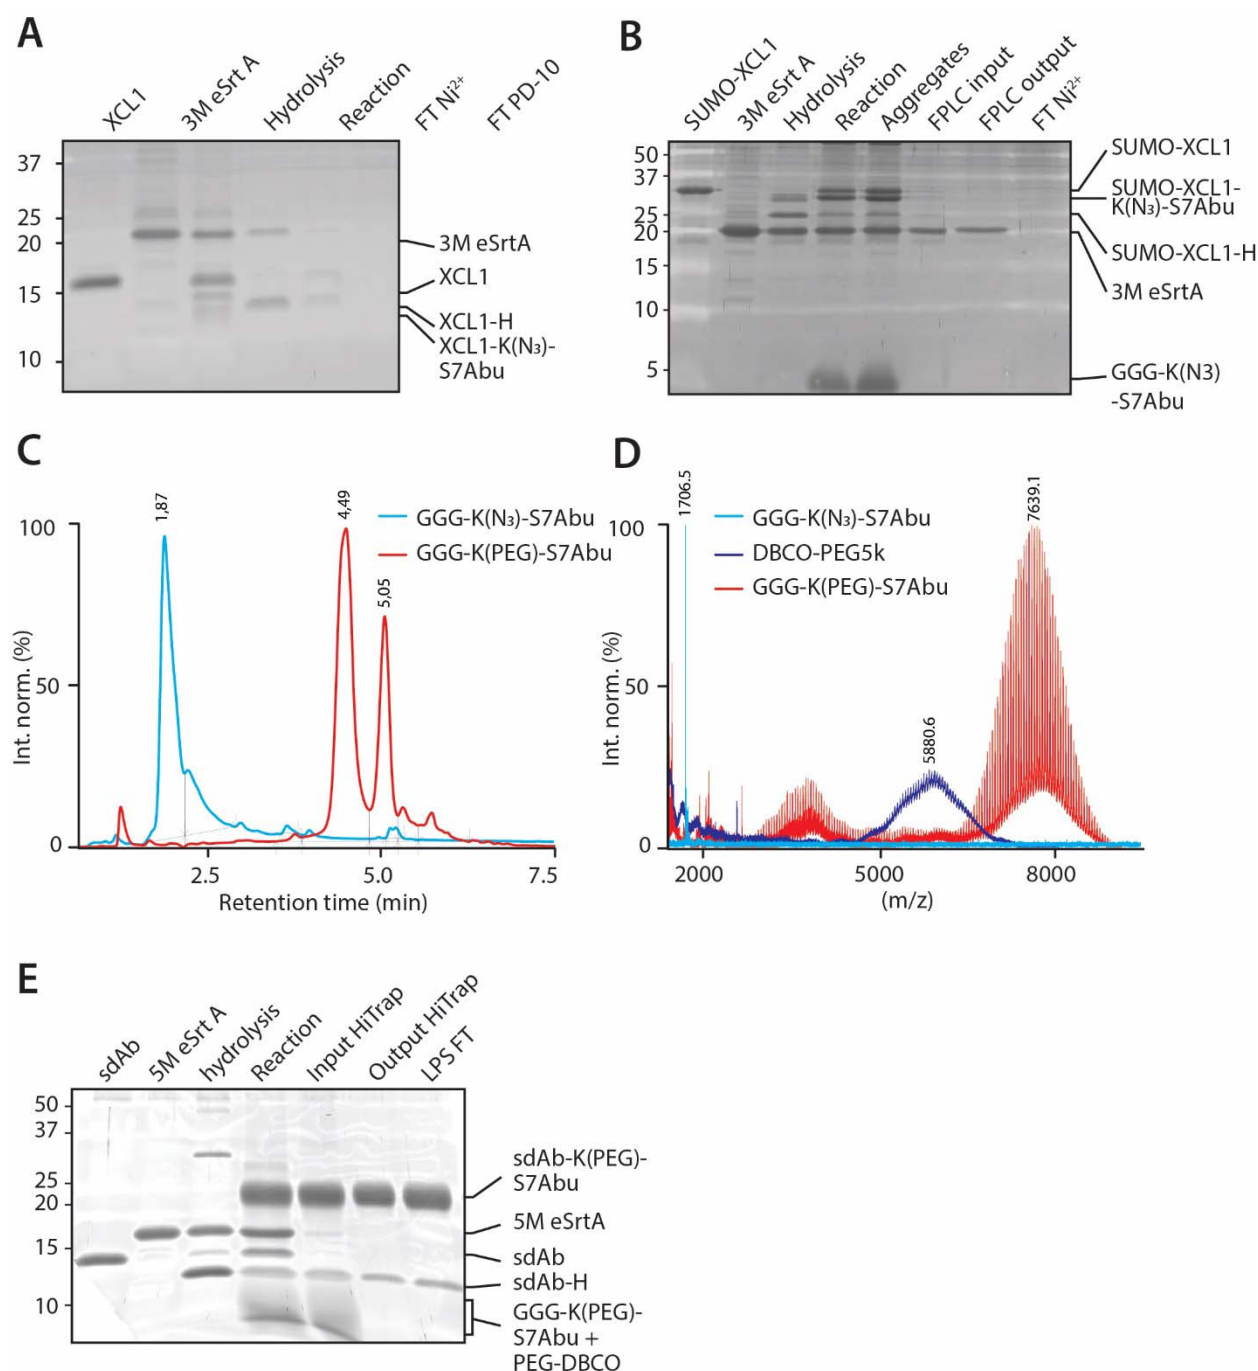 A
XCL1
3M eSrt A
Hydrolysis
Reaction
FT Ni²⁺
FT PD-10
37
25
20
15
10
3M eSrtA
XCL1
XCL1-H
XCL1-K(N₃)-
S7Abu
B
SUMO-XCL1
3M eSrt A
Hydrolysis
Reaction
Aggregates
FPLC input
FPLC output
FT Ni²⁺
50
37
25
20
15
10
5
SUMO-XCL1
SUMO-XCL1-
K(N₃)-S7Abu
SUMO-XCL1-H
3M eSrtA
GGG-K(N3)
-S7Abu
C
1,87
4,49
5,05
GGG-K(N₃)-S7Abu
GGG-K(PEG)-S7Abu
100
50
0
Int. norm. (%)
2.5
5.0
7.5
Retention time (min)
D
1706.5
5880.6
7639.1
GGG-K(N₃)-S7Abu
DBCO-PEG5k
GGG-K(PEG)-S7Abu
100
50
0
Int. norm. (%)
2000
5000
8000
(m/z)
E
sdAb
5M eSrt A
hydrolysis
Reaction
Input HiTrap
Output HiTrap
LPS FT
50
37
25
20
15
10
sdAb-K(PEG)-
S7Abu
5M eSrtA
sdAb
sdAb-H
GGG-K(PEG)-
S7Abu +
PEG-DBCO